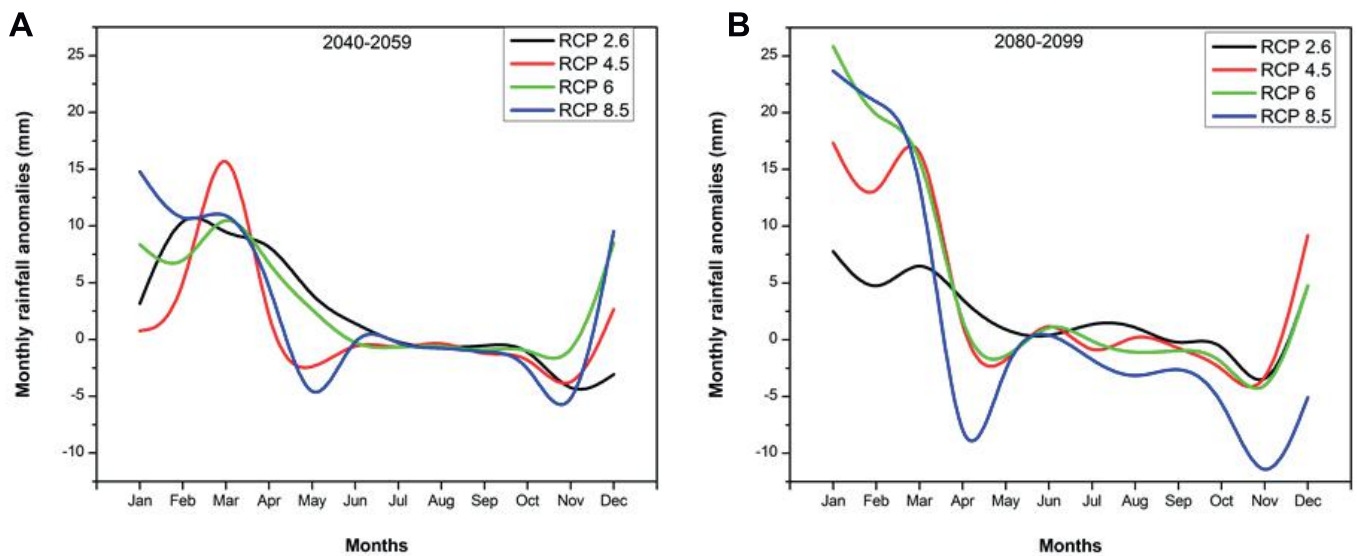 A
2040-2059
RCP 2.6
RCP 4.5
RCP 6
RCP 8.5
Monthly rainfall anomalies (mm)
25
20
15
10
5
0
-5
-10
Jan Feb Mar Apr May Jun Jul Aug Sep Oct Nov Dec
Months
B
2080-2099
RCP 2.6
RCP 4.5
RCP 6
RCP 8.5
Monthly rainfall anomalies (mm)
25
20
15
10
5
0
-5
-10
Jan Feb Mar Apr May Jun Jul Aug Sep Oct Nov Dec
Months